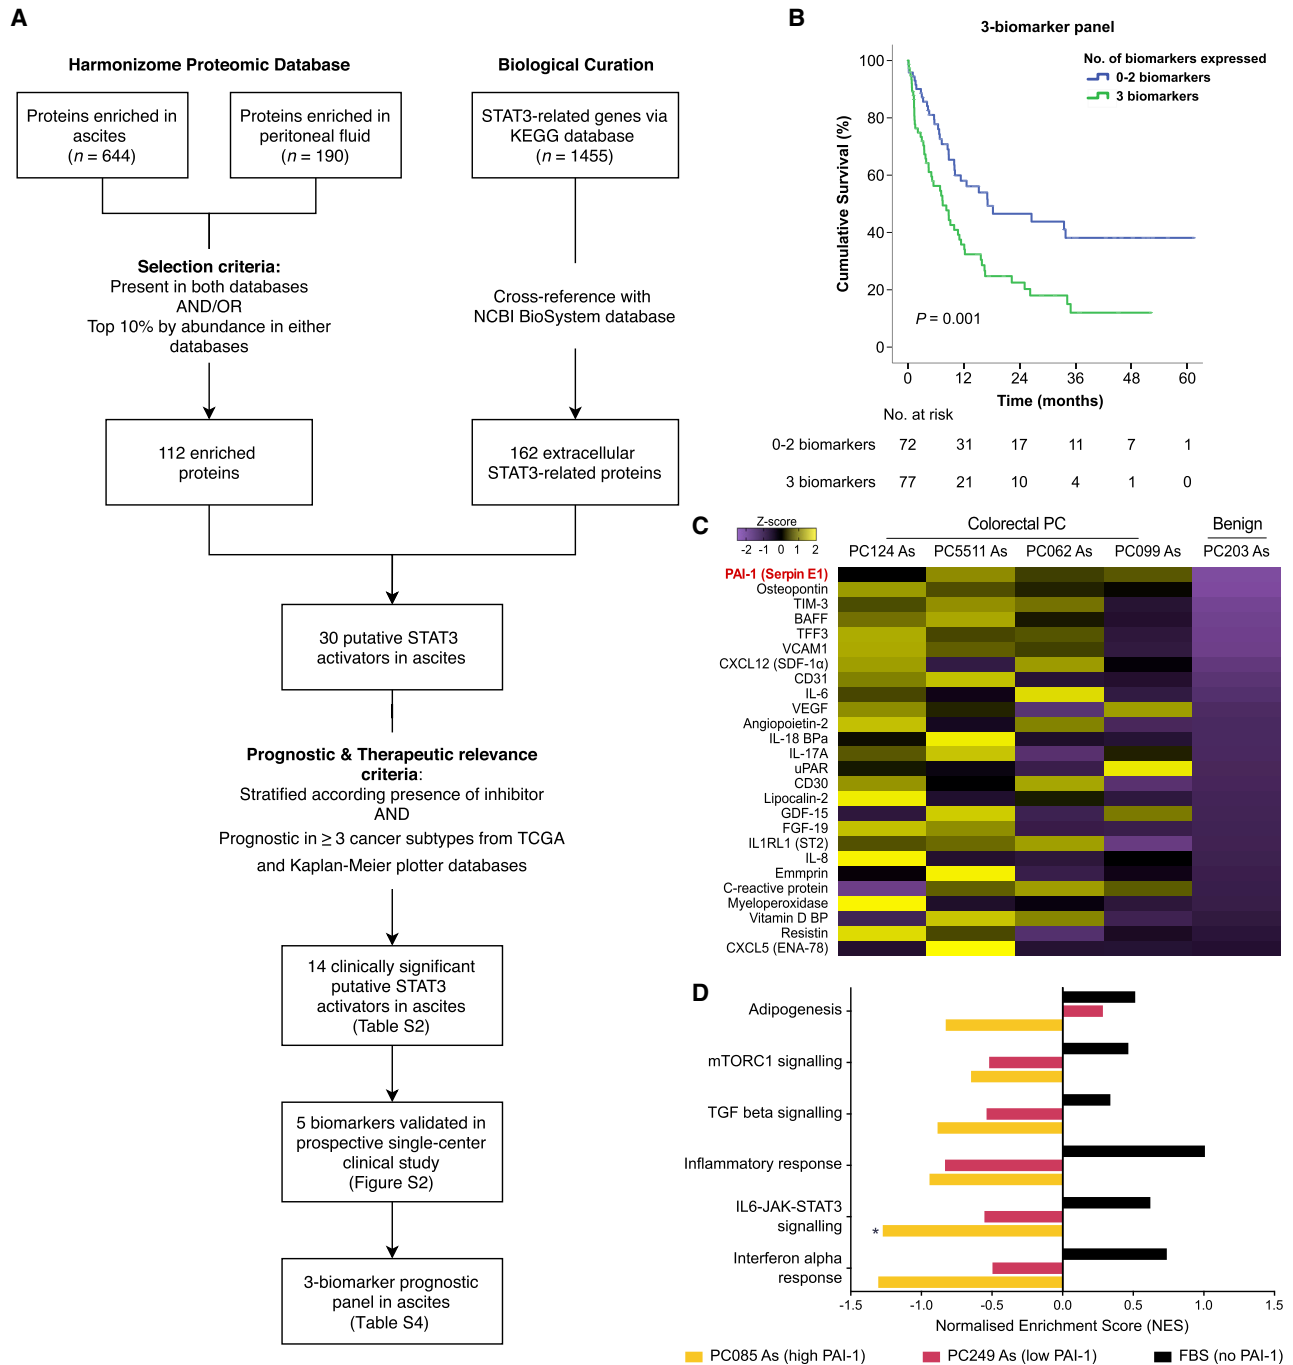 A
Harmonizome Proteomic Database
Biological Curation
Proteins enriched in
ascites
(n = 644)
Proteins enriched in
peritoneal fluid
(n = 190)
STAT3-related genes via
KEGG database
(n = 1455)
Selection criteria:
Present in both databases
AND/OR
Top 10% by abundance in either
databases
Cross-reference with
NCBI BioSystem database
112 enriched
proteins
162 extracellular
STAT3-related proteins
30 putative STAT3
activators in ascites
Prognostic & Therapeutic relevance
criteria:
Stratified according presence of inhibitor
AND
Prognostic in ≥ 3 cancer subtypes from TCGA
and Kaplan-Meier plotter databases
14 clinically significant
putative STAT3
activators in ascites
(Table S2)
5 biomarkers validated in
prospective single-center
clinical study
(Figure S2)
3-biomarker prognostic
panel in ascites
(Table S4)
B
3-biomarker panel
No. of biomarkers expressed
0-2 biomarkers
3 biomarkers
Cumulative Survival (%)
100
80
60
40
20
0
P = 0.001
0 12 24 36 48 60
Time (months)
No. at risk
0-2 biomarkers 72 31 17 11 7 1
3 biomarkers 77 21 10 4 1 0
C
Z-score
-2 -1 0 1 2
Colorectal PC
Benign
PC124 As PC5511 As PC062 As PC099 As PC203 As
PAI-1 (Serpin E1)
Osteopontin
TIM-3
BAFF
TFF3
VCAM1
CXCL12 (SDF-1α)
CD31
IL-6
VEGF
Angiopoietin-2
IL-18 BPa
IL-17A
uPAR
CD30
Lipocalin-2
GDF-15
FGF-19
IL1RL1 (ST2)
IL-8
Emmprin
C-reactive protein
Myeloperoxidase
Vitamin D BP
Resistin
CXCL5 (ENA-78)
D
Adipogenesis
mTORC1 signalling
TGF beta signalling
Inflammatory response
IL6-JAK-STAT3
signalling
*
Interferon alpha
response
-1.5 -1.0 -0.5 0.0 0.5 1.0 1.5
Normalised Enrichment Score (NES)
PC085 As (high PAI-1)
PC249 As (low PAI-1)
FBS (no PAI-1)